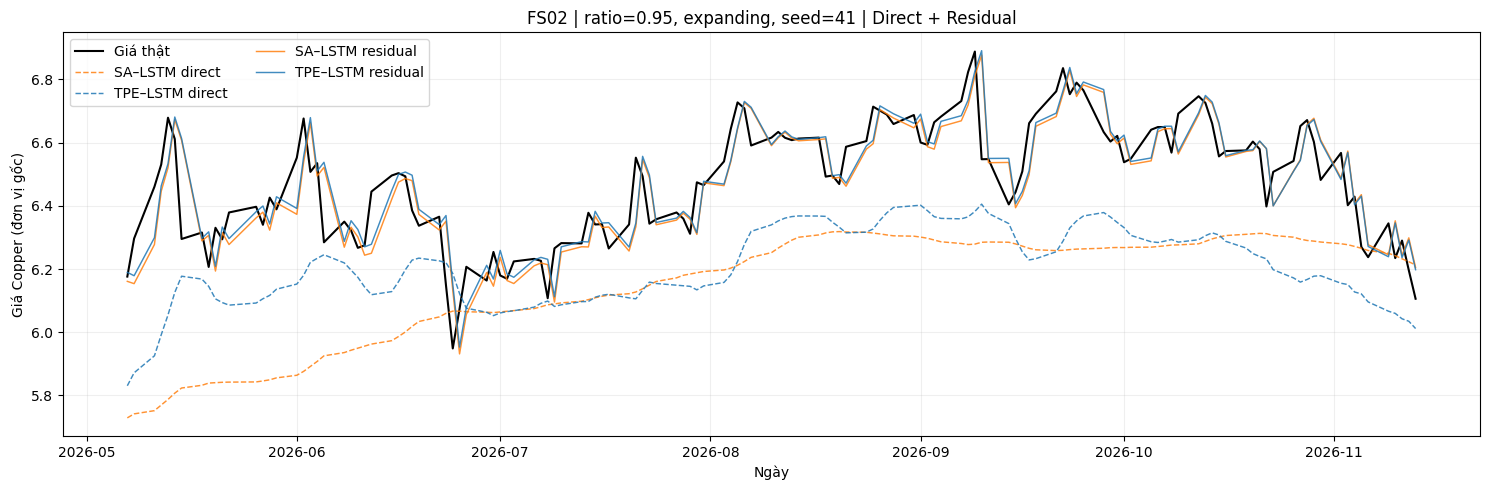 FS02 | ratio=0.95, expanding, seed=41 | Direct + Residual
Giá thật
SA–LSTM direct
TPE–LSTM direct
SA–LSTM residual
TPE–LSTM residual
Giá Copper (đơn vị gốc)
6.8
6.6
6.4
6.2
6.0
5.8
2026-05
2026-06
2026-07
2026-08
2026-09
2026-10
2026-11
Ngày